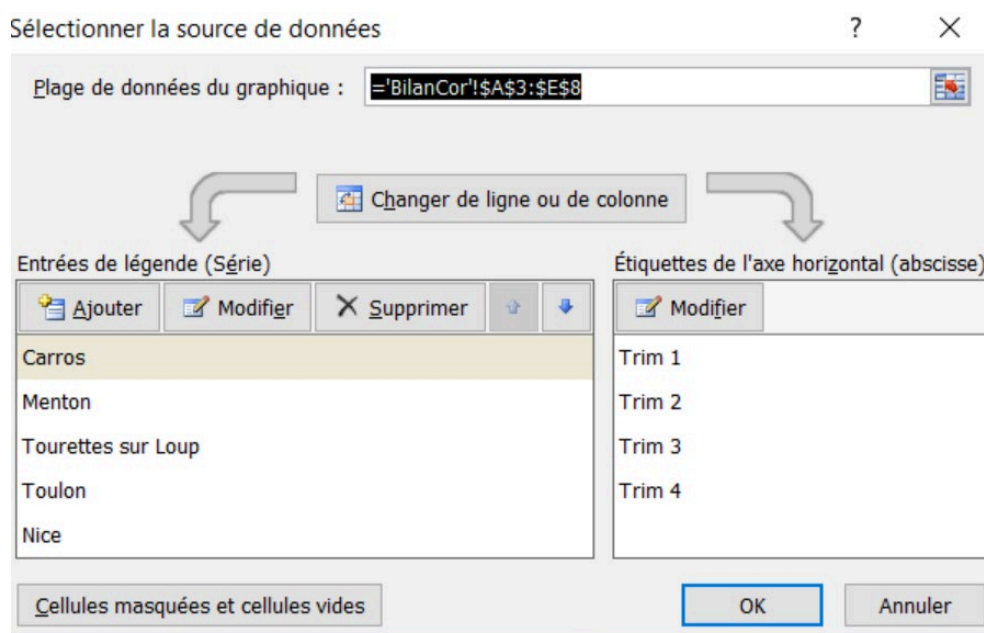 Sélectionner la source de données ?
Plage de données du graphique : ='BilanCor'!$A$3:$E$8
Changer de ligne ou de colonne
Entrées de légende (Série)
Ajouter Modifier Supprimer
Carros
Menton
Tourettes sur Loup
Toulon
Nice
Étiquettes de l'axe horizontal (abscisse)
Modifier
Trim 1
Trim 2
Trim 3
Trim 4
Cellules masquées et cellules vides
OK Annuler